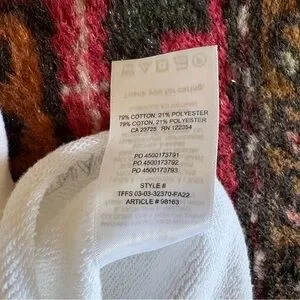 79% COTTON, 21% POLYESTER
79% COTON, 21% POLYESTER
CA 23725 RN 122354
PO 4500173791
PO 4500173792
PO 4500173793
STYLE #
TFFS 03-03-32370-FA22
ARTICLE # 98163